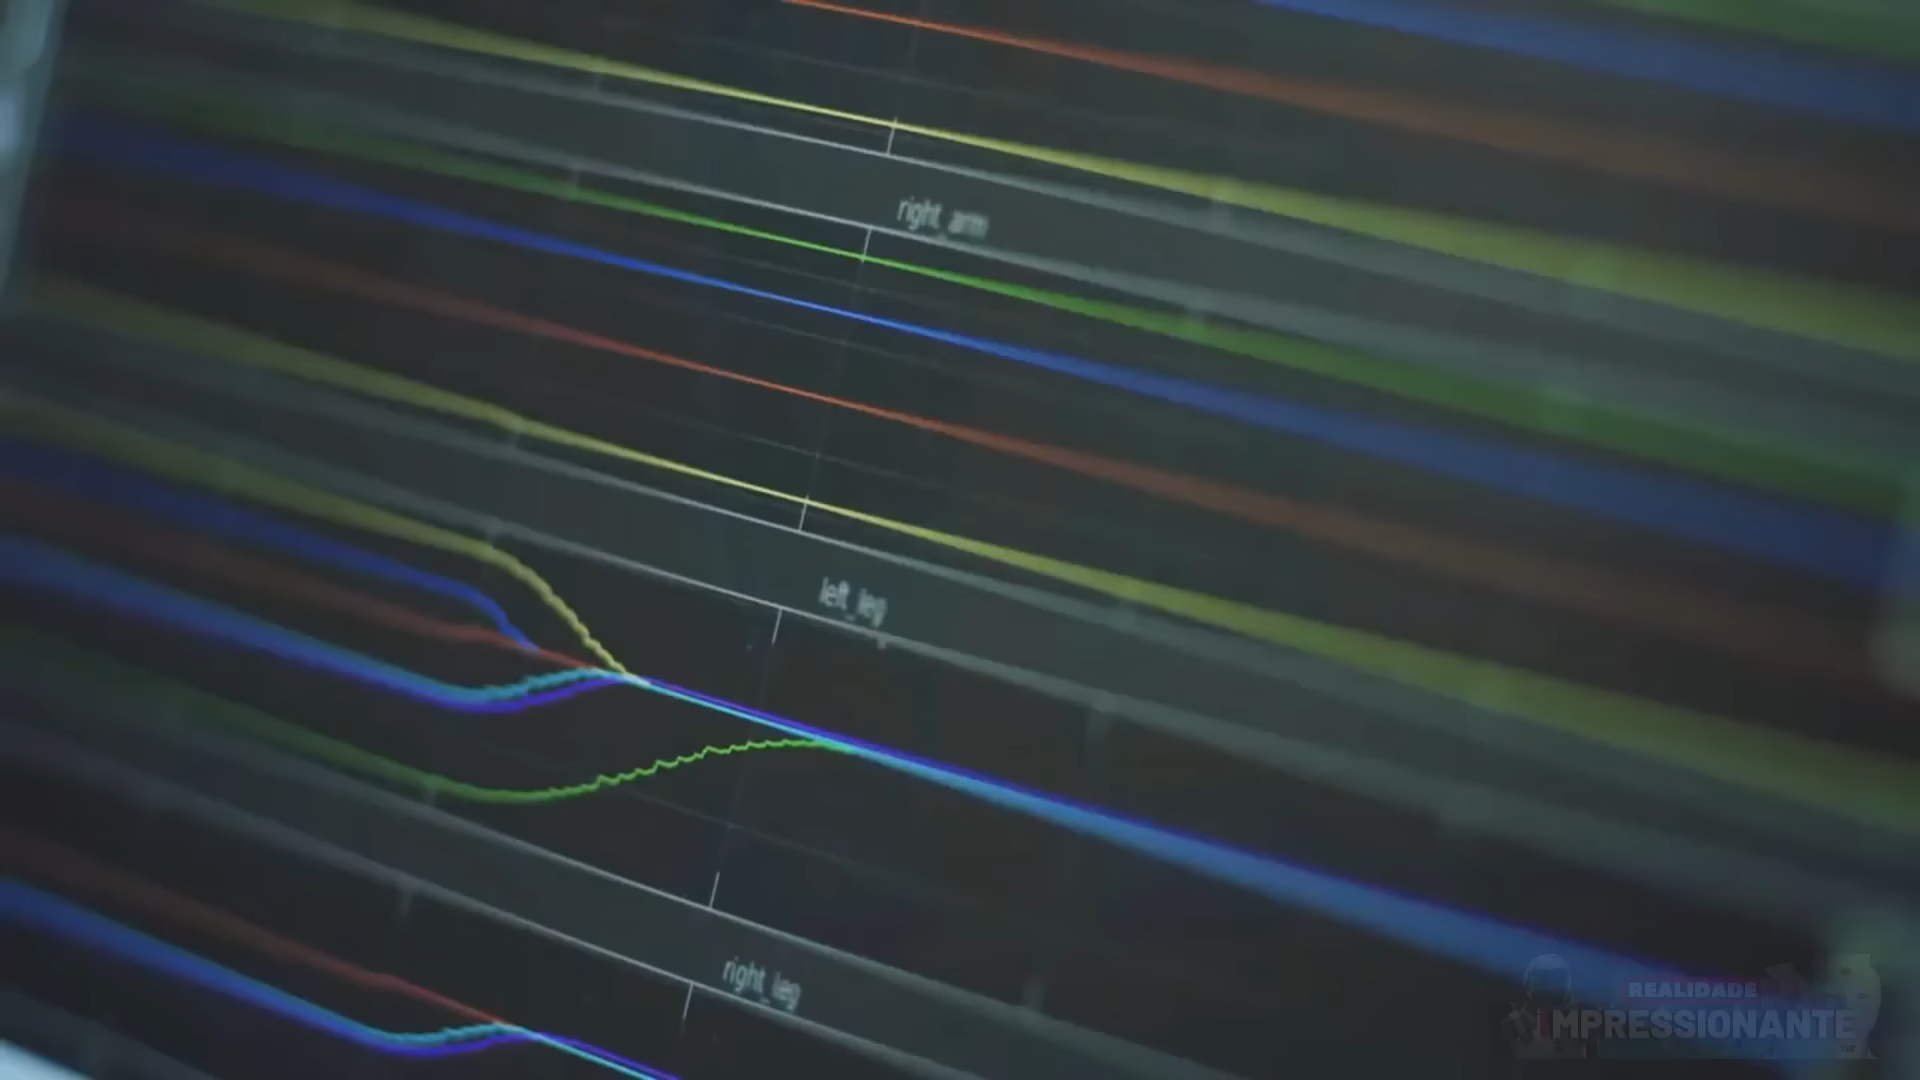 right_arm
left_leg
right_leg
REALIDADE
IMPRESSIONANTE